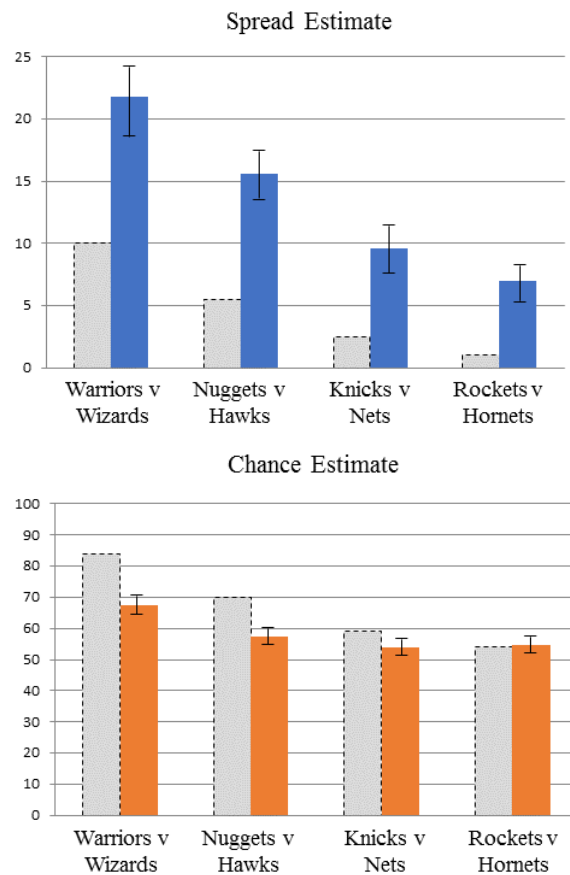 Spread Estimate
25
20
15
10
5
0
Warriors v Nuggets v Knicks v Rockets v
Wizards Hawks Nets Hornets
Chance Estimate
100
90
80
70
60
50
40
30
20
10
0
Warriors v Nuggets v Knicks v Rockets v
Wizards Hawks Nets Hornets